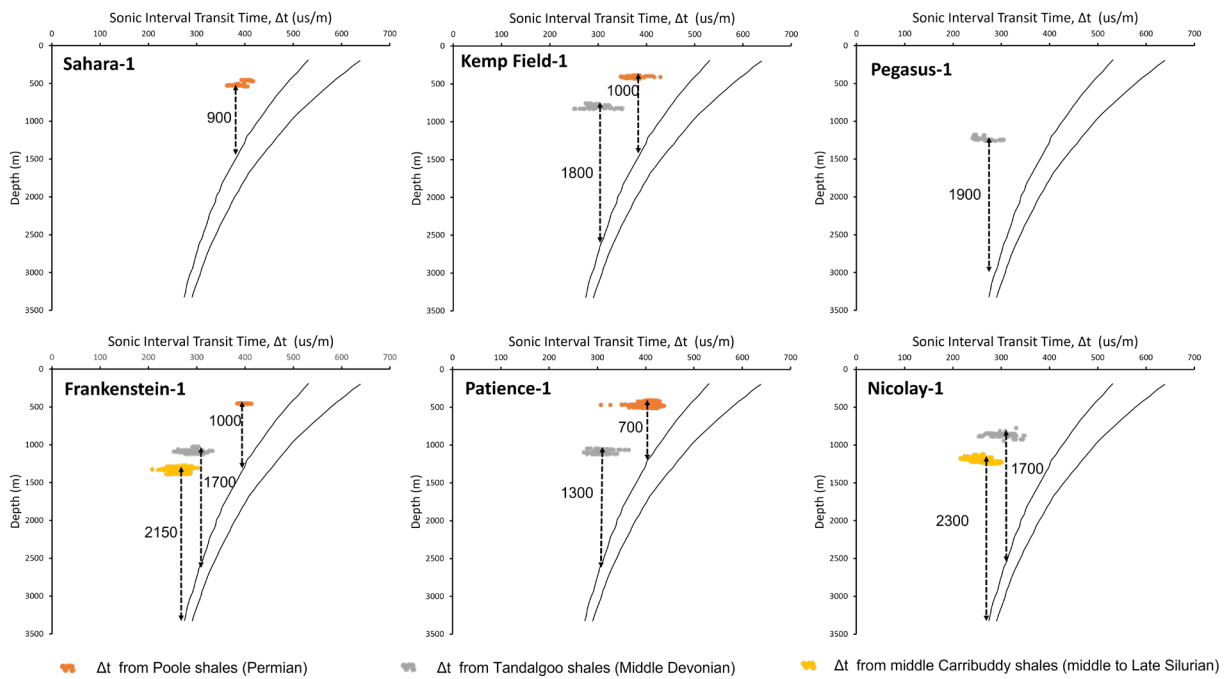 Sonic Interval Transit Time, Δt (us/m)
0 100 200 300 400 500 600 700
0
500
1000
1500
2000
2500
3000
3500
Depth (m)
Sahara-1
900
Sonic Interval Transit Time, Δt (us/m)
0 100 200 300 400 500 600 700
0
500
1000
1500
2000
2500
3000
3500
Depth (m)
Kemp Field-1
1000
1800
Sonic Interval Transit Time, Δt (us/m)
0 100 200 300 400 500 600 700
0
500
1000
1500
2000
2500
3000
3500
Depth (m)
Pegasus-1
1900
Sonic Interval Transit Time, Δt (us/m)
0 100 200 300 400 500 600 700
0
500
1000
1500
2000
2500
3000
3500
Depth (m)
Frankenstein-1
1000
1700
2150
Sonic Interval Transit Time, Δt (us/m)
0 100 200 300 400 500 600 700
0
500
1000
1500
2000
2500
3000
3500
Depth (m)
Patience-1
700
1300
Sonic Interval Transit Time, Δt (us/m)
0 100 200 300 400 500 600 700
0
500
1000
1500
2000
2500
3000
3500
Depth (m)
Nicolay-1
1700
2300
Δt from Poole shales (Permian)
Δt from Tandalgoo shales (Middle Devonian)
Δt from middle Carribuddy shales (middle to Late Silurian)